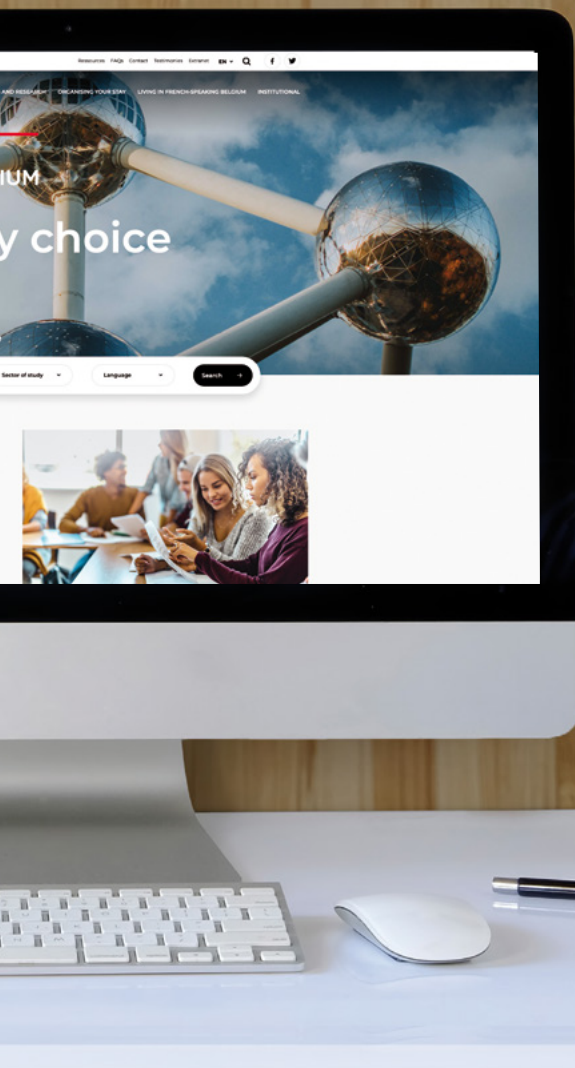 Ressources FAQs Contact Testimonies Extranet EN
AND RESEARCH ORGANISING YOUR STAY LIVING IN FRENCH-SPEAKING BELGIUM INSTITUTIONAL
IUM
y choice
Sector of study Language Search →